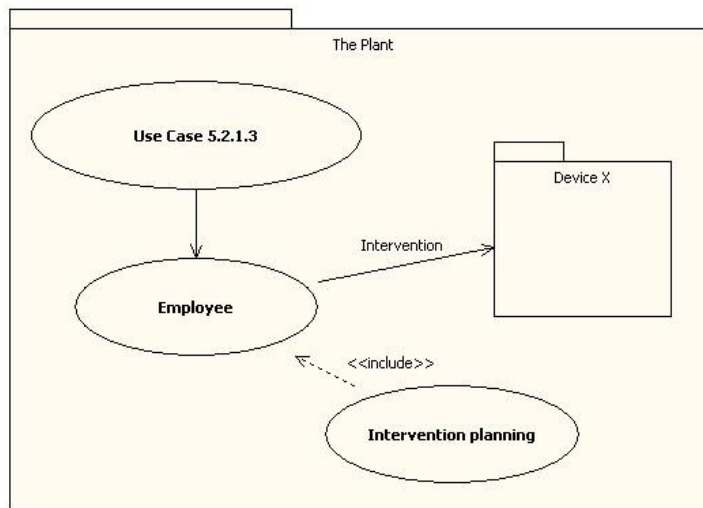 The Plant
Use Case 5.2.1.3
Device X
Intervention
Employee
<<include>>
Intervention planning